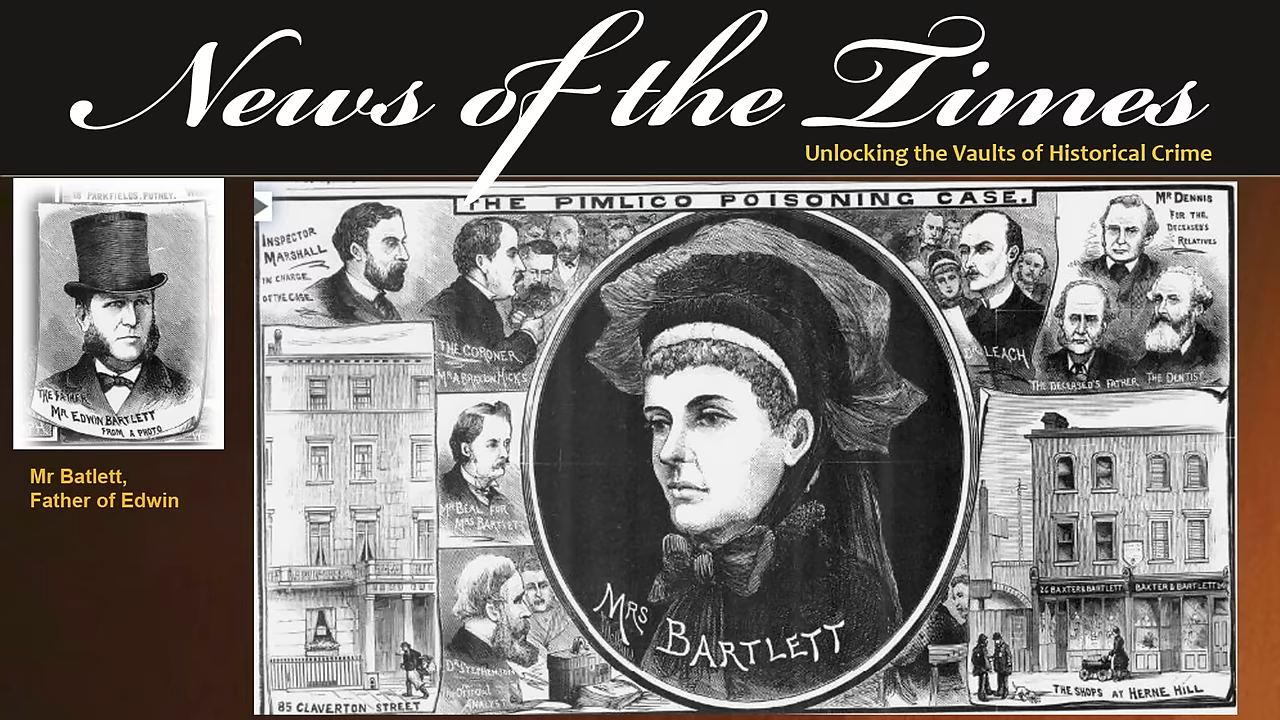 News of the Times
Unlocking the Vaults of Historical Crime
18 PARKFIELDS, PUTNEY.
THE FATHER
MR EDWIN BARTLETT
FROM A PHOTO
Mr Batlett,
Father of Edwin
THE PIMLICO POISONING CASE.
INSPECTOR
MARSHALL
IN CHARGE
OF THE CASE.
THE CORONER
MR A BRAXTON HICKS
DR LEACH
MR DENNIS
FOR THE
DECEASED'S
RELATIVES
THE DECEASED'S FATHER
THE DENTIST
MR BEAL FOR
MRS BARTLETT
DR STEVENSON
the Official
ANALYST
MRS
BARTLETT
BAXTER & BARTLETT
BAXTER & BARTLETT
85 CLAVERTON STREET
THE SHOPS AT HERNE HILL